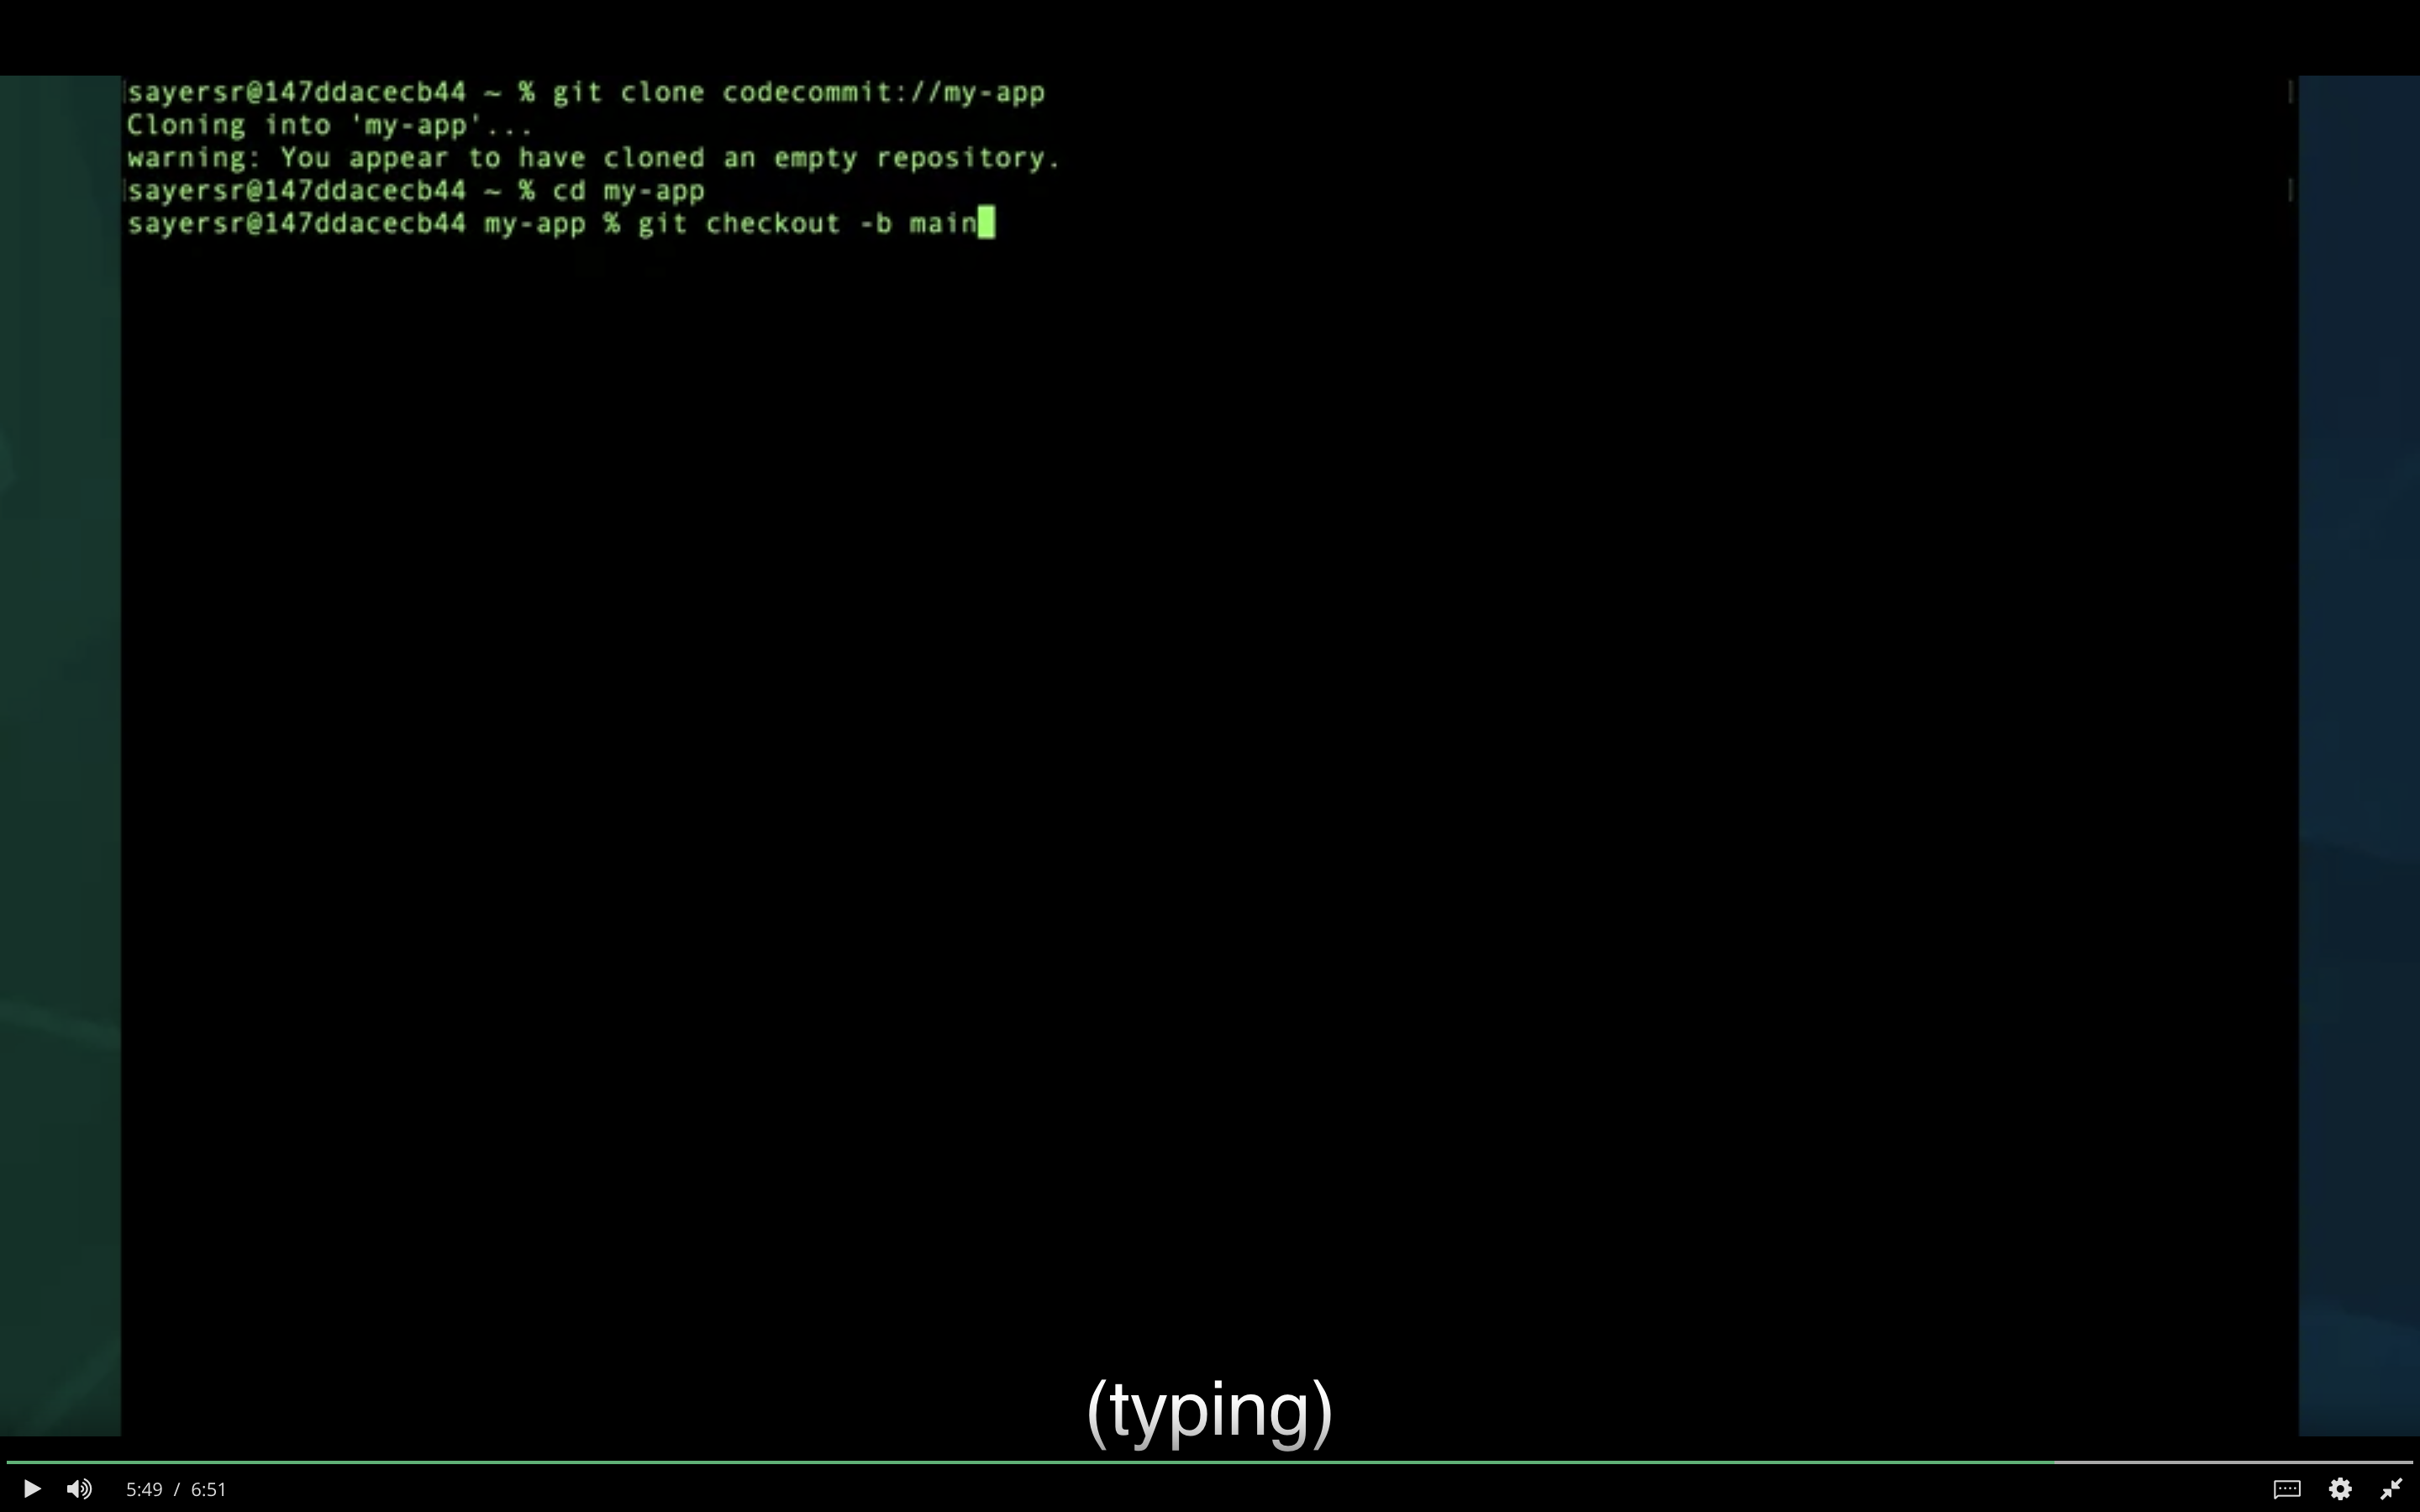 sayersr@147ddacecb44 ~ % git clone codecommit://my-app
Cloning into 'my-app'...
warning: You appear to have cloned an empty repository.
sayersr@147ddacecb44 ~ % cd my-app
sayersr@147ddacecb44 my-app % git checkout -b main
(typing)
5:49 / 6:51